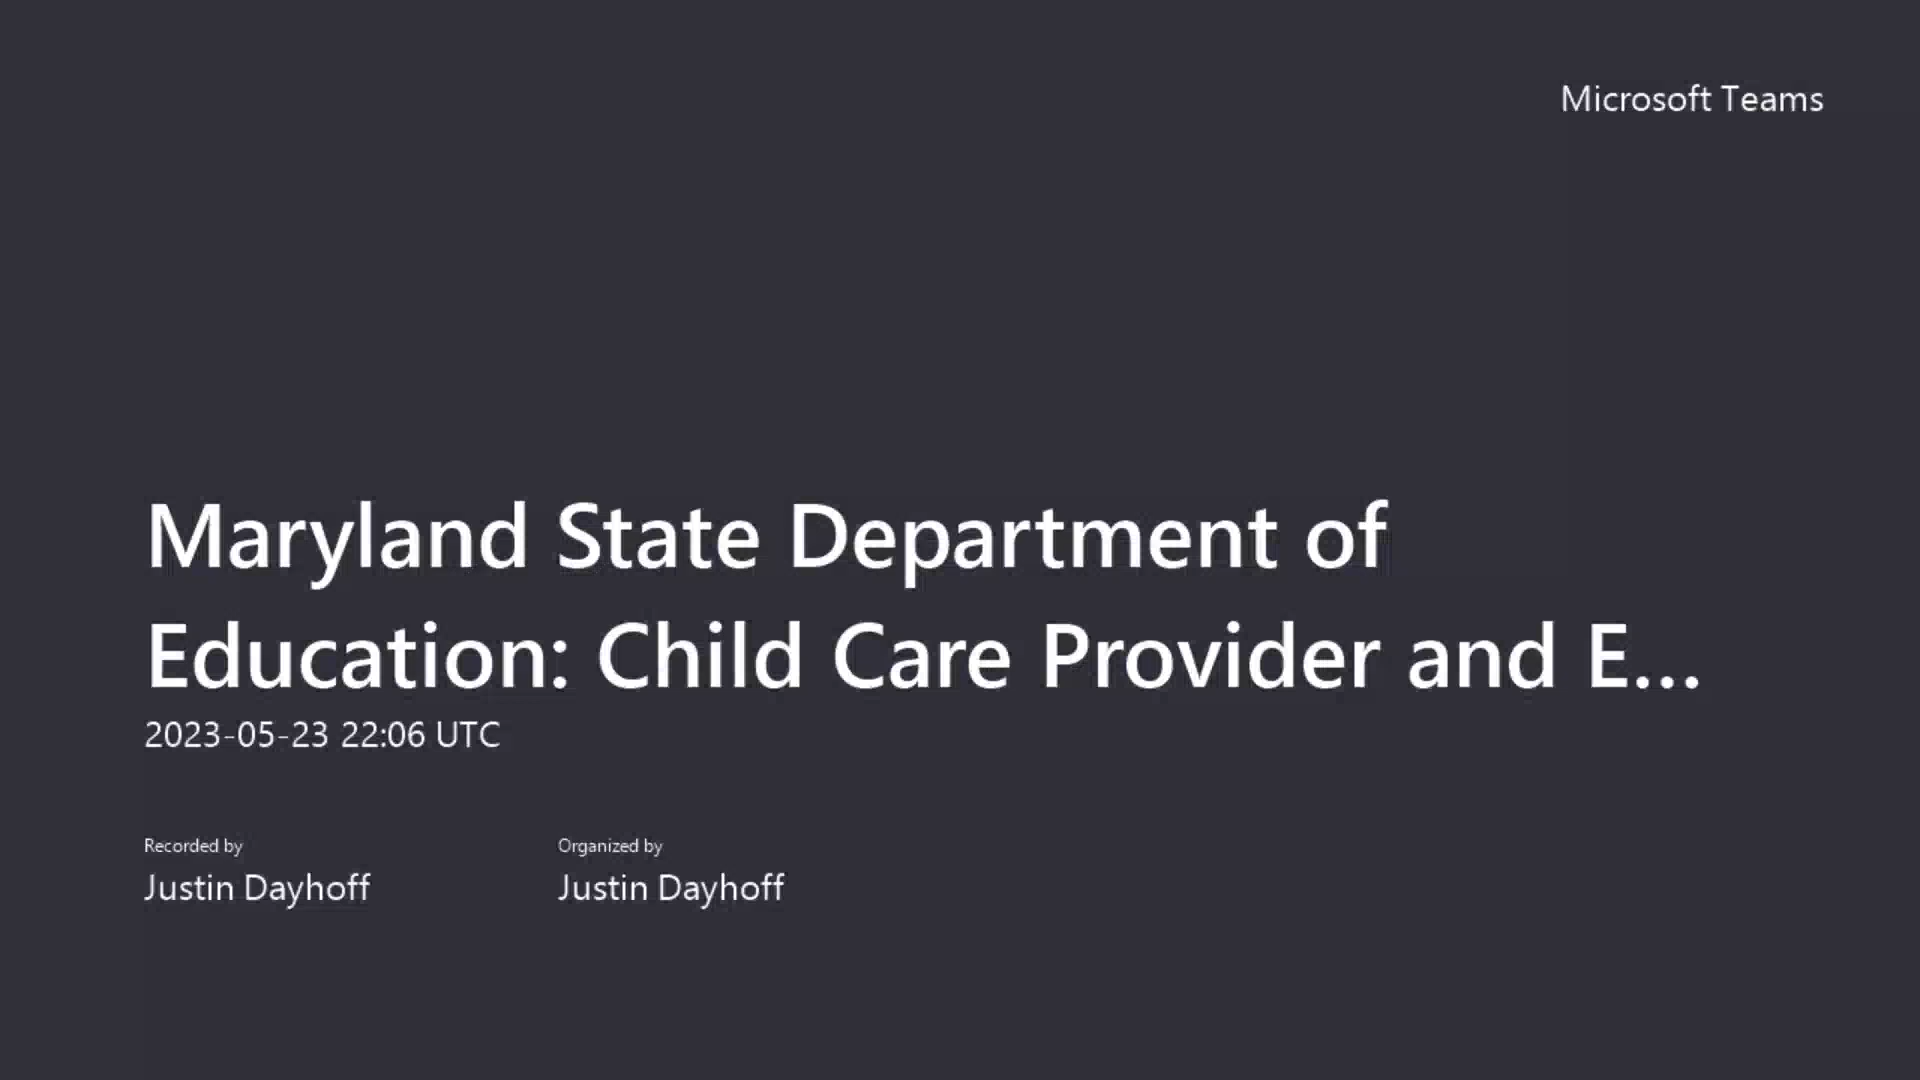 Microsoft Teams
Maryland State Department of
Education: Child Care Provider and E...
2023-05-23 22:06 UTC
Recorded by
Justin Dayhoff
Organized by
Justin Dayhoff